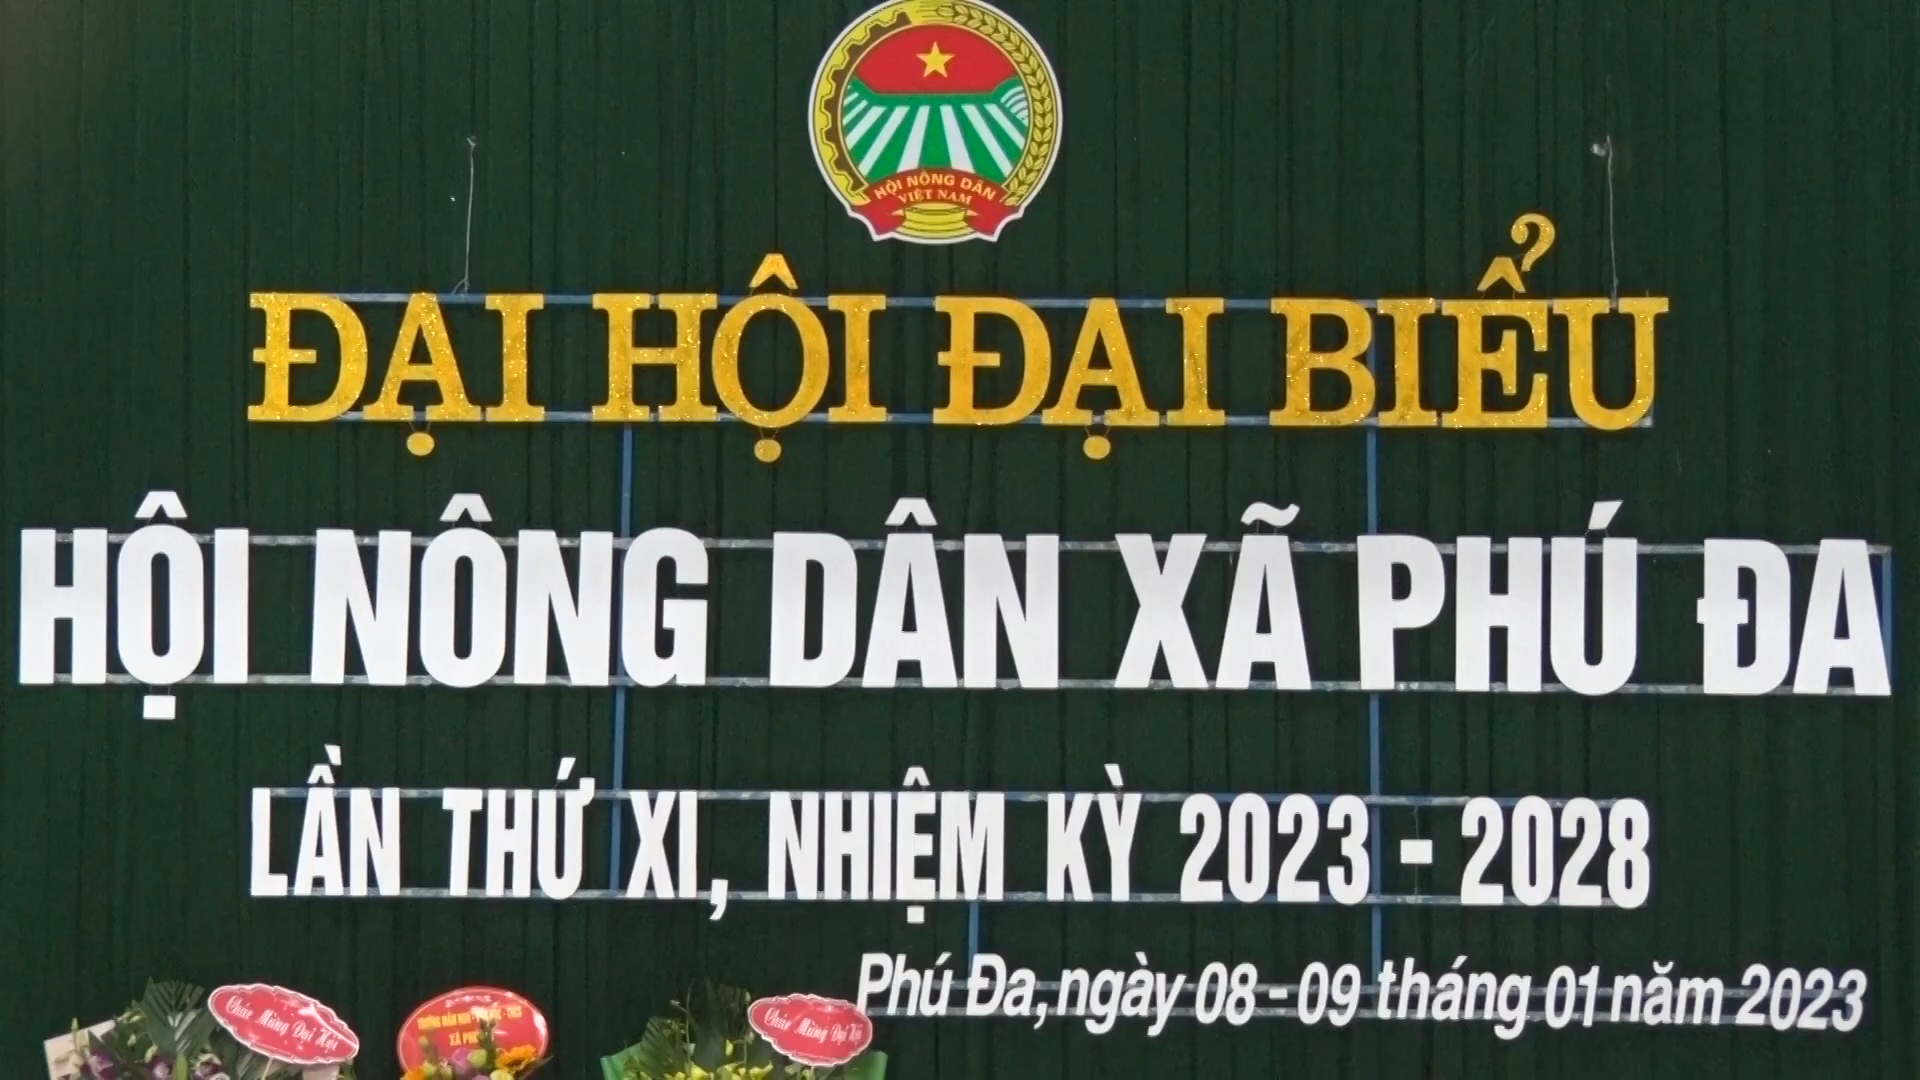 HỘI NÔNG DÂN
VIỆT NAM
ĐẠI HỘI ĐẠI BIỂU
HỘI NÔNG DÂN XÃ PHÚ ĐA
LẦN THỨ XI, NHIỆM KỲ 2023 - 2028
Phú Đa, ngày 08 - 09 tháng 01 năm 2023
Chúc Mừng Đại Hội
Chúc Mừng Đại Hội